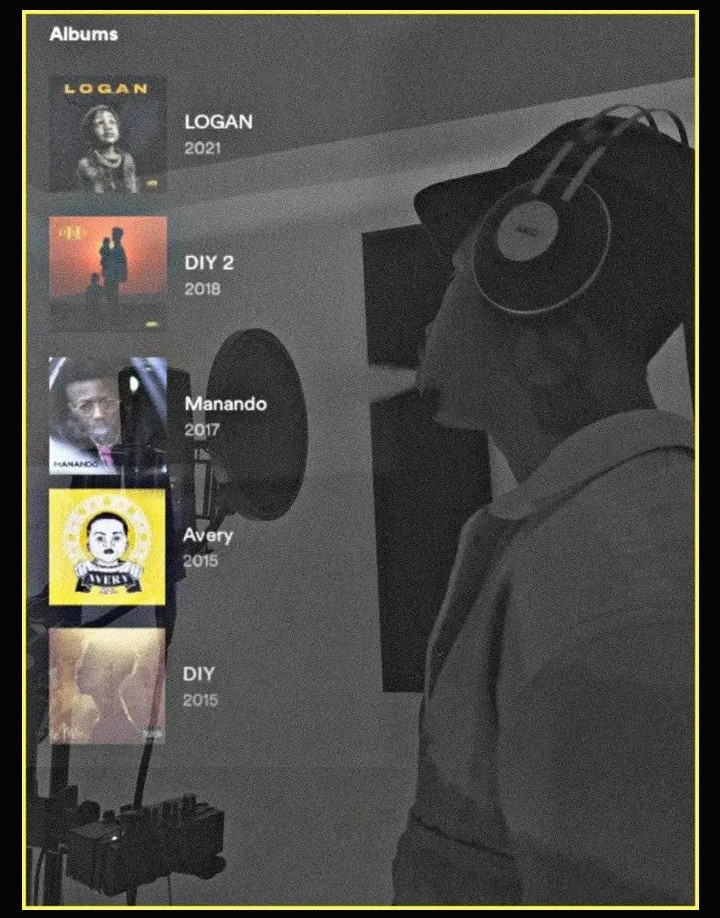 Albums
LOGAN
LOGAN
2021
DIY 2
2018
Manando
2017
MANANDO
Avery
2015
AVERY
DIY
2015